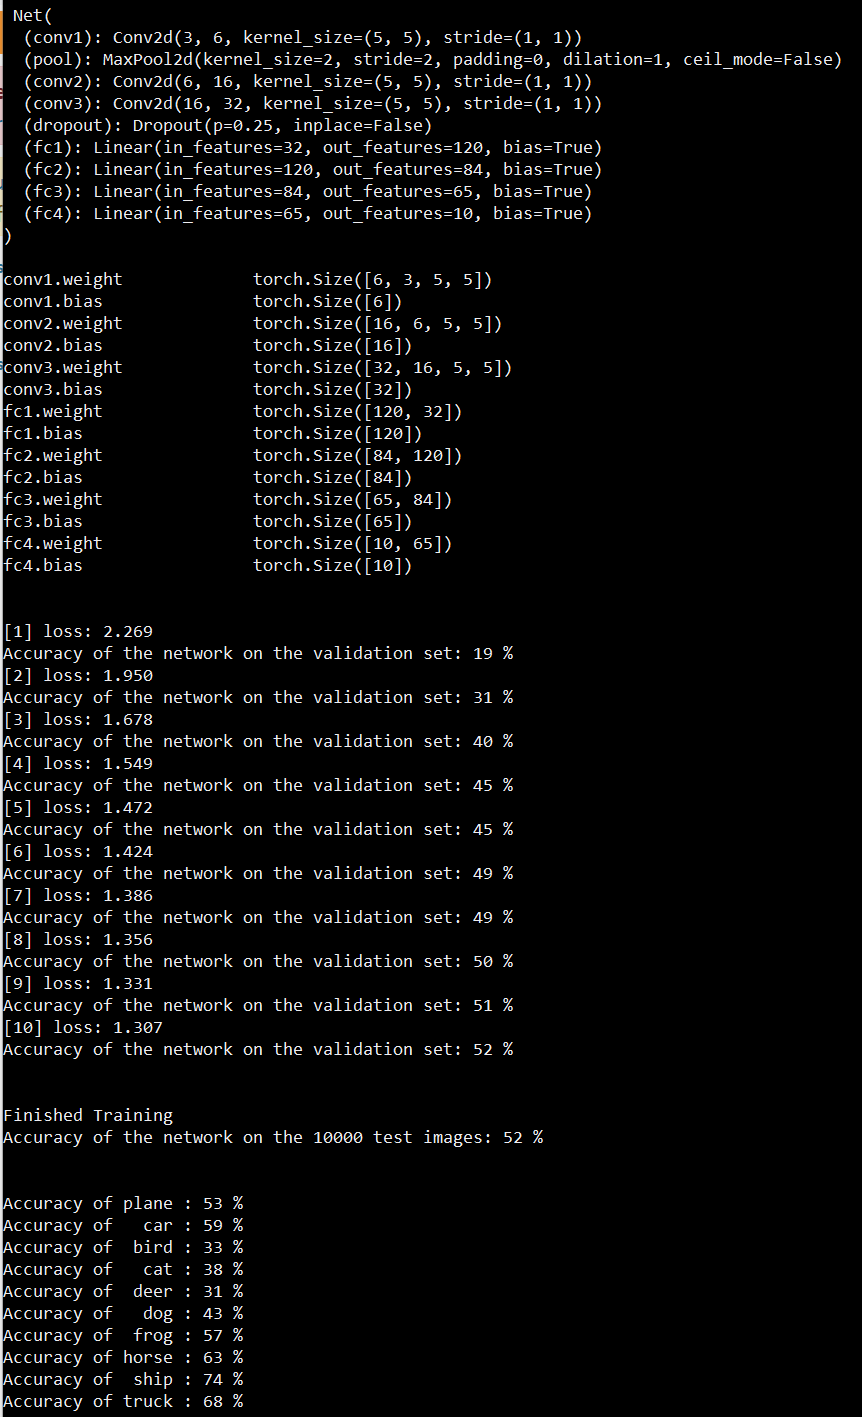 Net(
(conv1): Conv2d(3, 6, kernel_size=(5, 5), stride=(1, 1))
(pool): MaxPool2d(kernel_size=2, stride=2, padding=0, dilation=1, ceil_mode=False)
(conv2): Conv2d(6, 16, kernel_size=(5, 5), stride=(1, 1))
(conv3): Conv2d(16, 32, kernel_size=(5, 5), stride=(1, 1))
(dropout): Dropout(p=0.25, inplace=False)
(fc1): Linear(in_features=32, out_features=120, bias=True)
(fc2): Linear(in_features=120, out_features=84, bias=True)
(fc3): Linear(in_features=84, out_features=65, bias=True)
(fc4): Linear(in_features=65, out_features=10, bias=True)
)
conv1.weight torch.Size([6, 3, 5, 5])
conv1.bias torch.Size([6])
conv2.weight torch.Size([16, 6, 5, 5])
conv2.bias torch.Size([16])
conv3.weight torch.Size([32, 16, 5, 5])
conv3.bias torch.Size([32])
fc1.weight torch.Size([120, 32])
fc1.bias torch.Size([120])
fc2.weight torch.Size([84, 120])
fc2.bias torch.Size([84])
fc3.weight torch.Size([65, 84])
fc3.bias torch.Size([65])
fc4.weight torch.Size([10, 65])
fc4.bias torch.Size([10])
[1] loss: 2.269
Accuracy of the network on the validation set: 19 %
[2] loss: 1.950
Accuracy of the network on the validation set: 31 %
[3] loss: 1.678
Accuracy of the network on the validation set: 40 %
[4] loss: 1.549
Accuracy of the network on the validation set: 45 %
[5] loss: 1.472
Accuracy of the network on the validation set: 45 %
[6] loss: 1.424
Accuracy of the network on the validation set: 49 %
[7] loss: 1.386
Accuracy of the network on the validation set: 49 %
[8] loss: 1.356
Accuracy of the network on the validation set: 50 %
[9] loss: 1.331
Accuracy of the network on the validation set: 51 %
[10] loss: 1.307
Accuracy of the network on the validation set: 52 %
Finished Training
Accuracy of the network on the 10000 test images: 52 %
Accuracy of plane : 53 %
Accuracy of car : 59 %
Accuracy of bird : 33 %
Accuracy of cat : 38 %
Accuracy of deer : 31 %
Accuracy of dog : 43 %
Accuracy of frog : 57 %
Accuracy of horse : 63 %
Accuracy of ship : 74 %
Accuracy of truck : 68 %